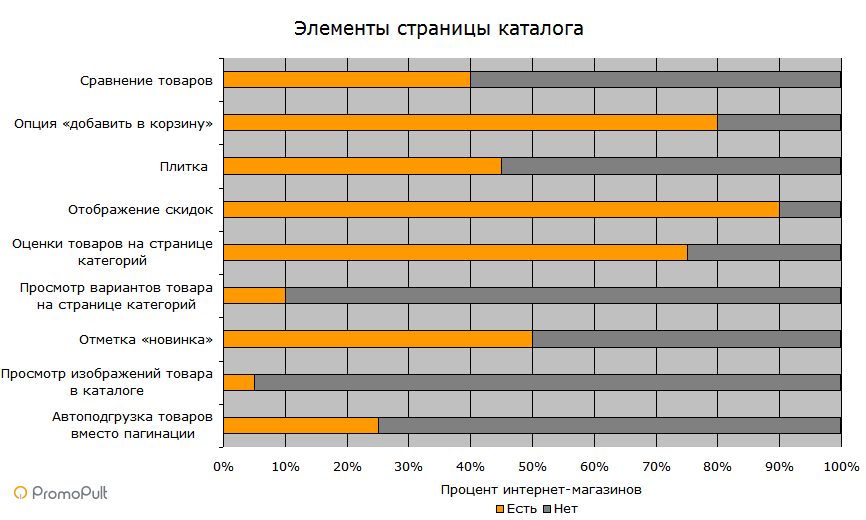 Элементы страницы каталога
Сравнение товаров
Опция «добавить в корзину»
Плитка
Отображение скидок
Оценки товаров на странице
категорий
Просмотр вариантов товара
на странице категорий
Отметка «новинка»
Просмотр изображений товара
в каталоге
Автоподгрузка товаров
вместо пагинации
0% 10% 20% 30% 40% 50% 60% 70% 80% 90% 100%
Процент интернет-магазинов
Есть Нет
PromoPult